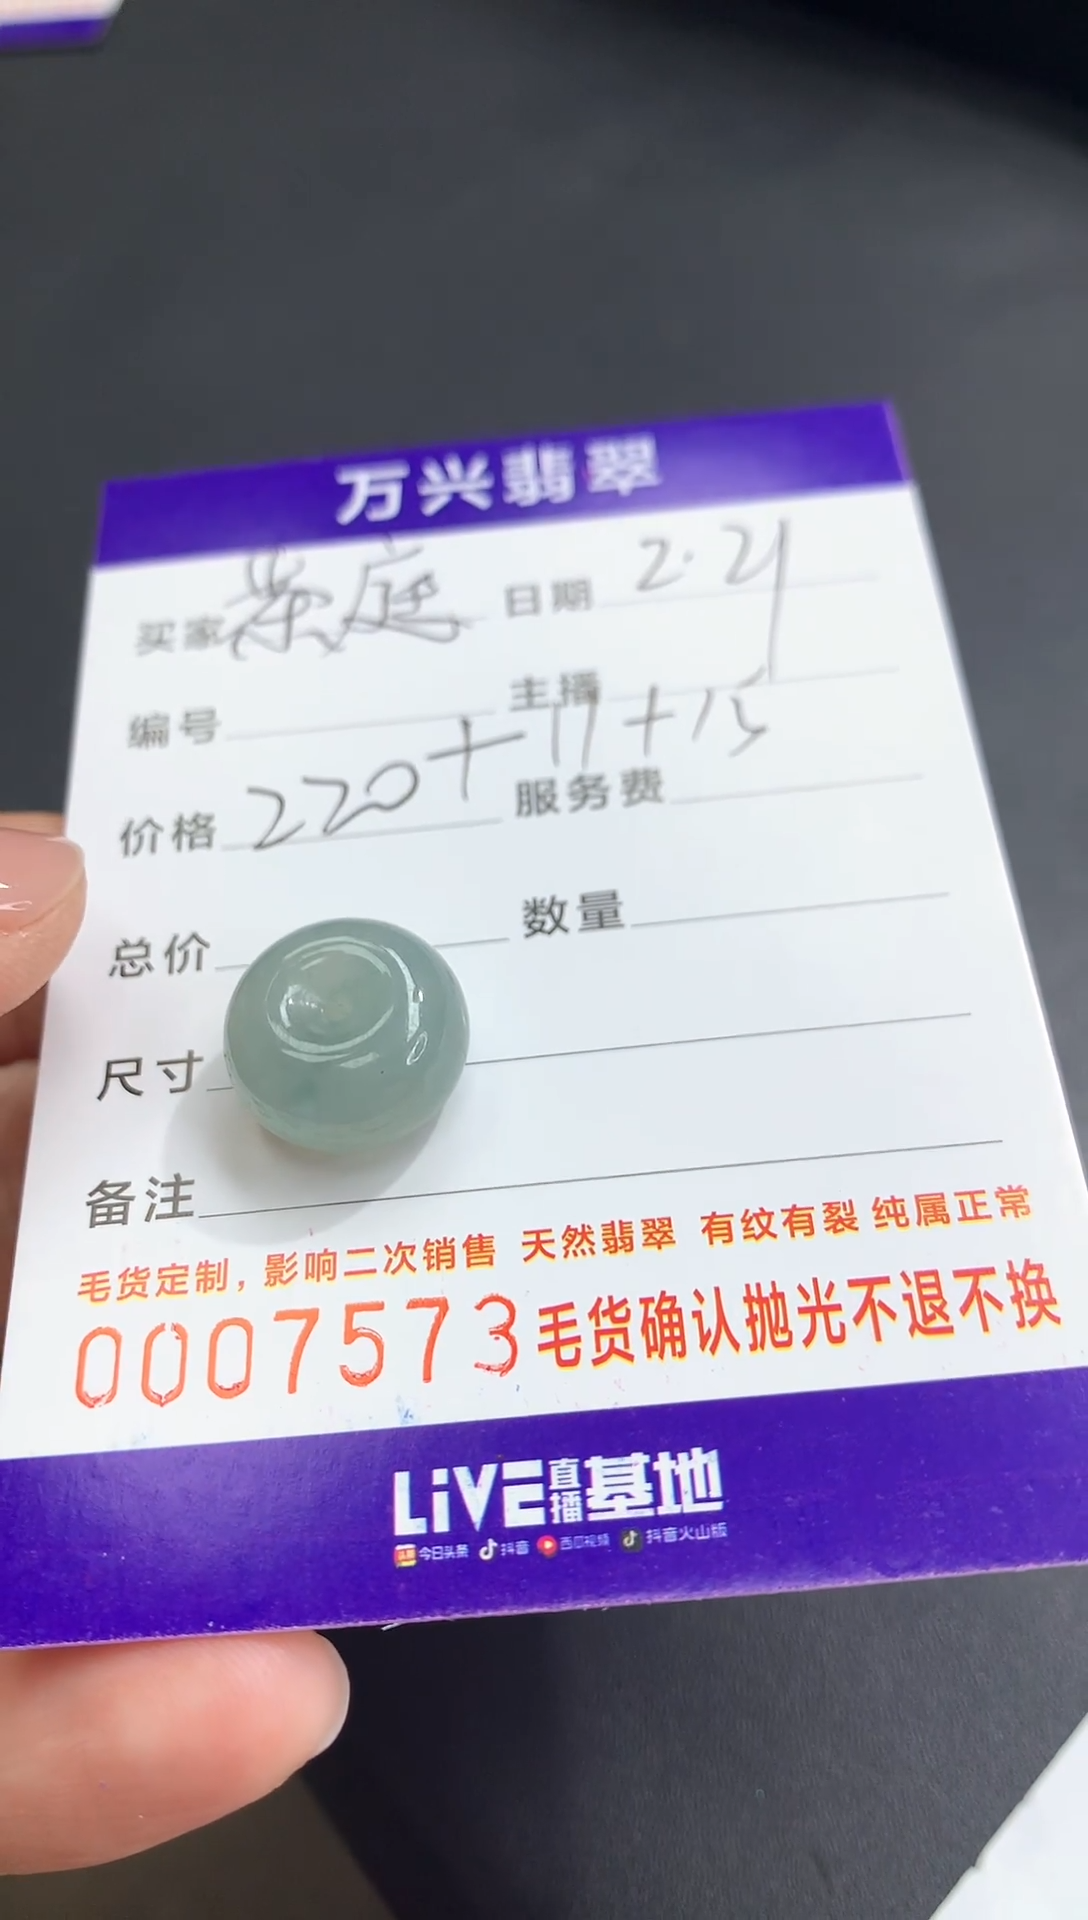 万兴翡翠
买家 荣庭 日期 2.21
编号 主播
价格 220+17+15 服务费
总价 数量
尺寸
备注
毛货定制，影响二次销售 天然翡翠 有纹有裂 纯属正常
0007573 毛货确认抛光不退不换
LiVE直播基地
头条 今日头条 抖音 西瓜视频 抖音火山版